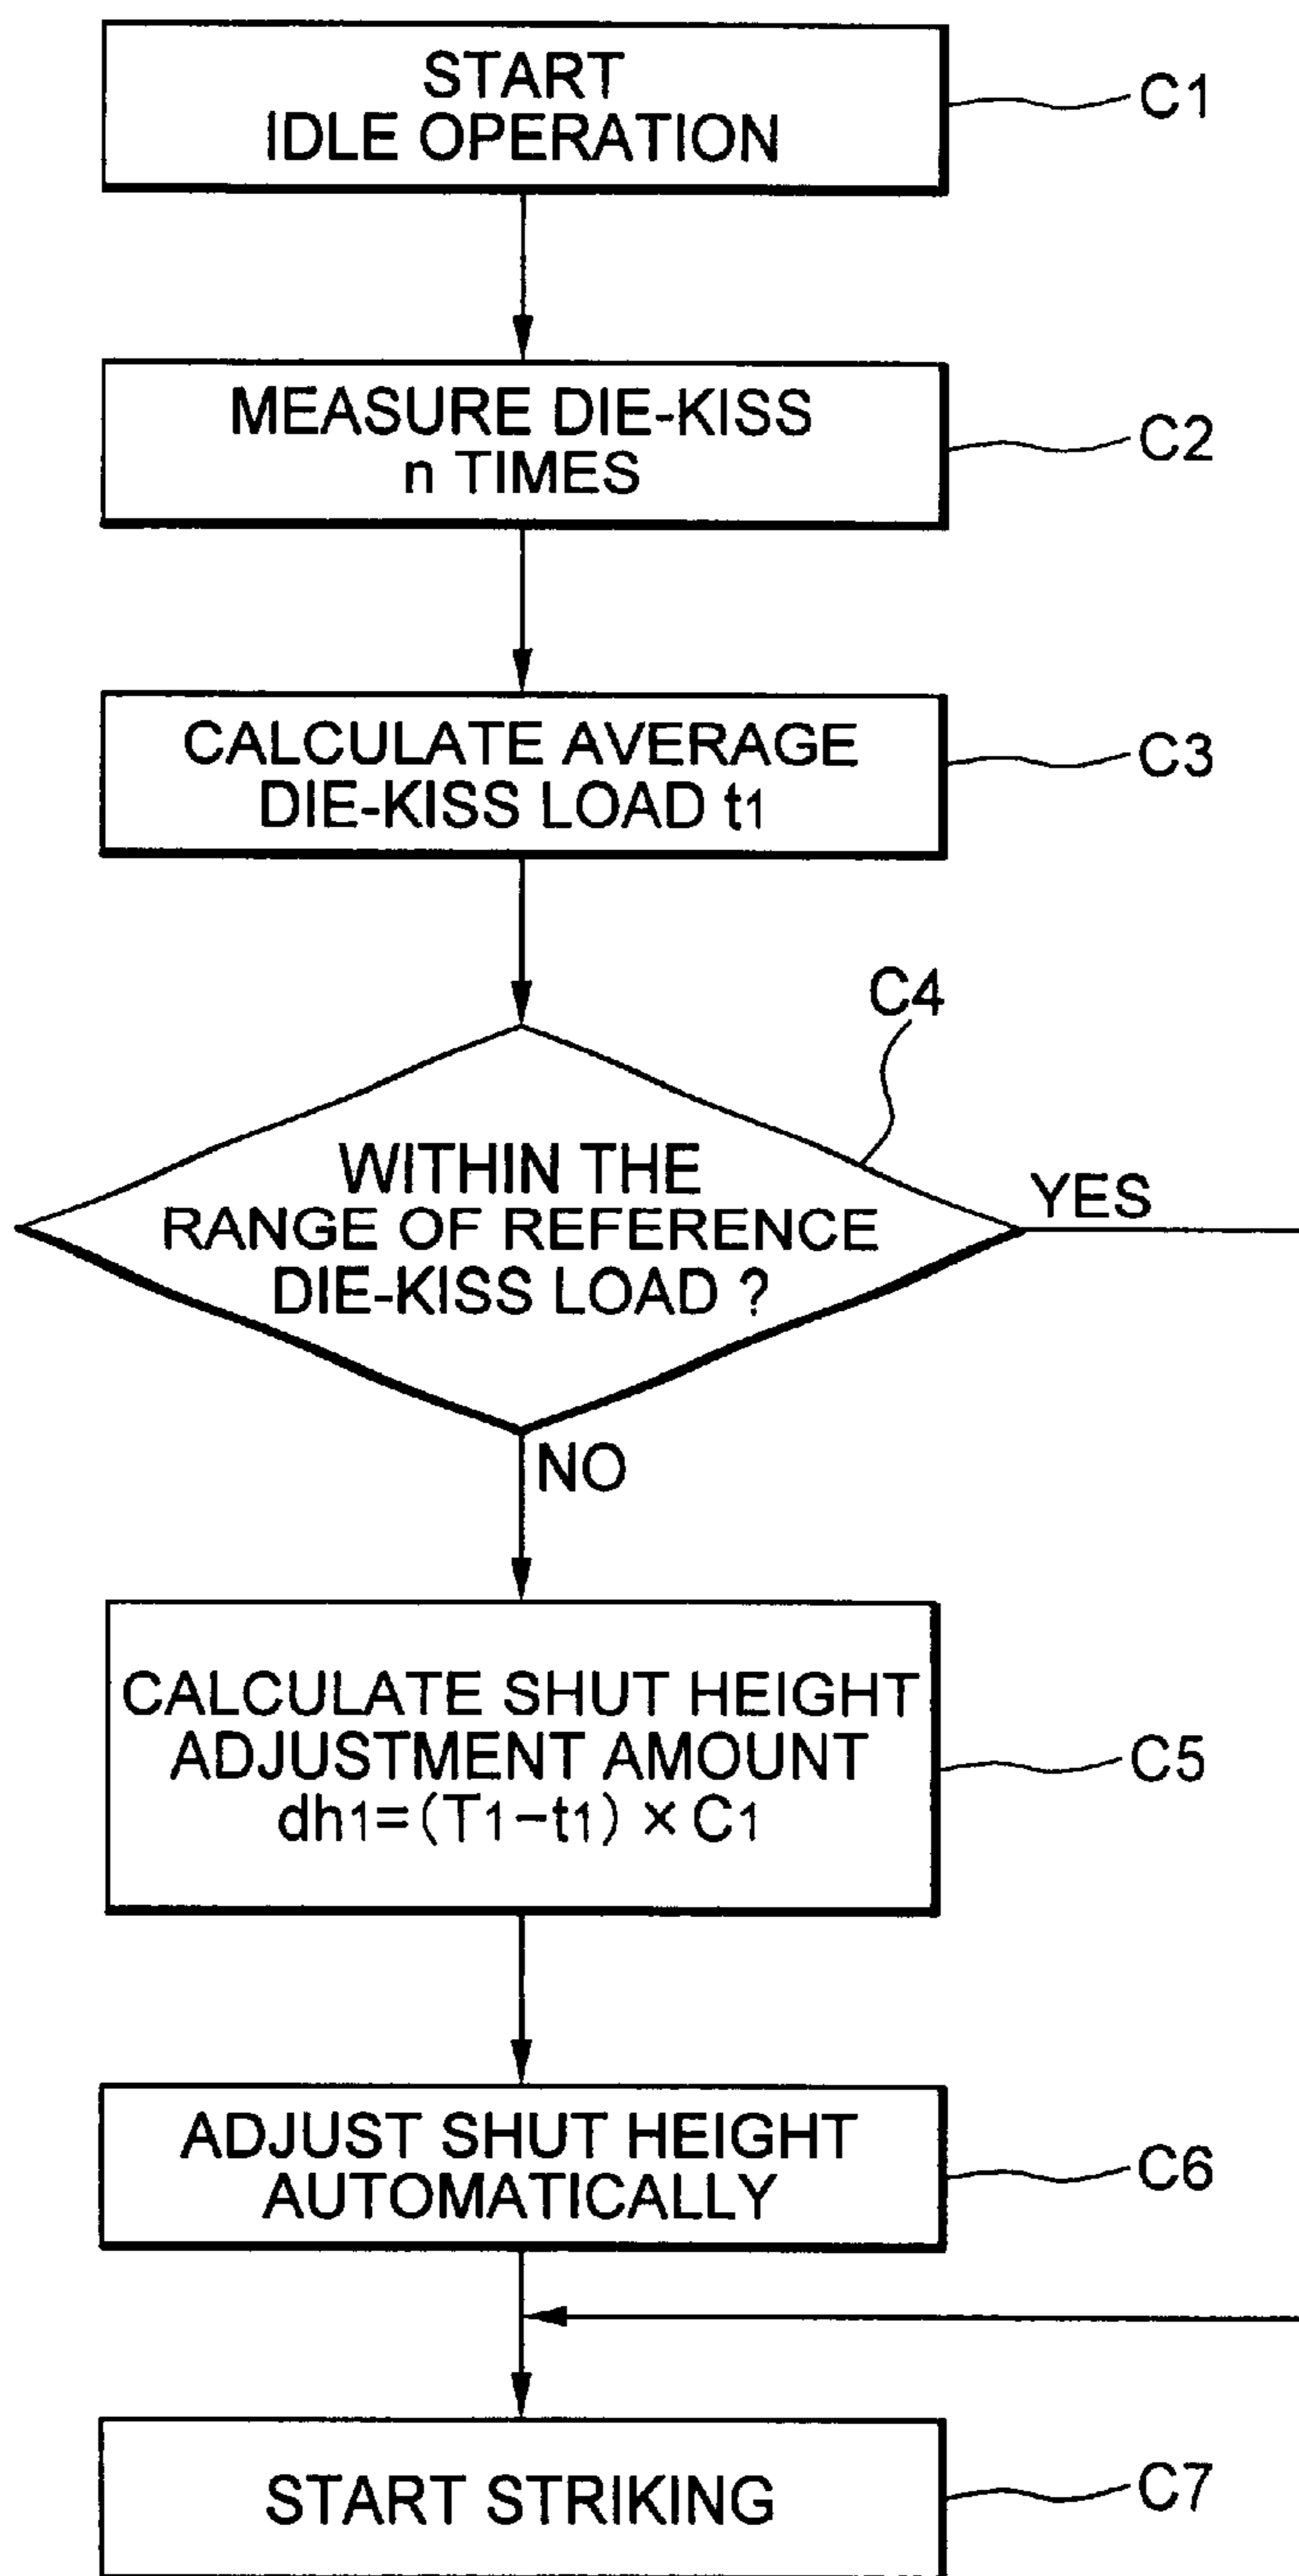 START
IDLE OPERATION
C1
MEASURE DIE-KISS
n TIMES
C2
CALCULATE AVERAGE
DIE-KISS LOAD t1
C3
C4
WITHIN THE
RANGE OF REFERENCE
DIE-KISS LOAD ?
YES
NO
CALCULATE SHUT HEIGHT
ADJUSTMENT AMOUNT
dh1=(T1-t1)×C1
C5
ADJUST SHUT HEIGHT
AUTOMATICALLY
C6
START STRIKING
C7